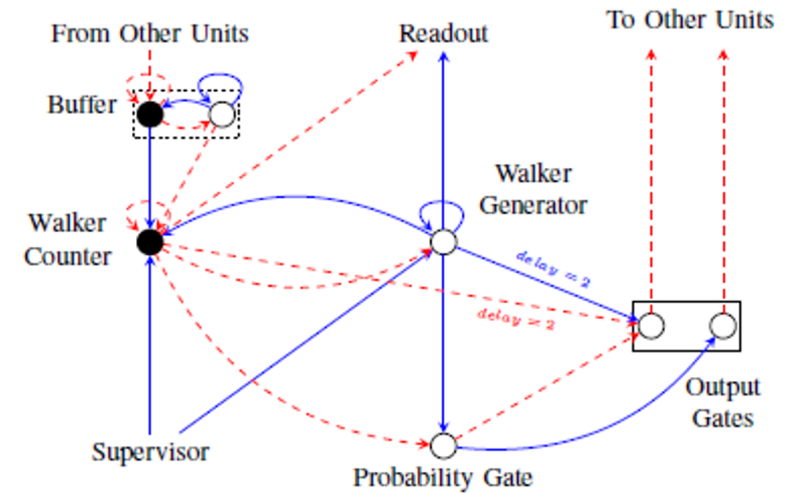 From Other Units
Readout
To Other Units
Buffer
Walker
Generator
Walker
Counter
delay = 2
delay = 2
Output
Gates
Supervisor
Probability Gate